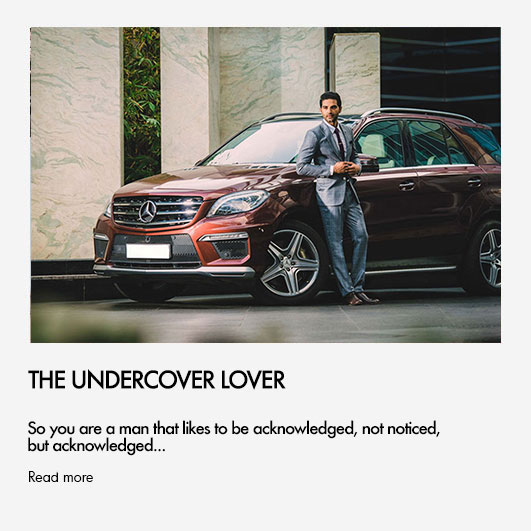 THE UNDERCOVER LOVER
So you are a man that likes to be acknowledged, not noticed,
but acknowledged...
Read more